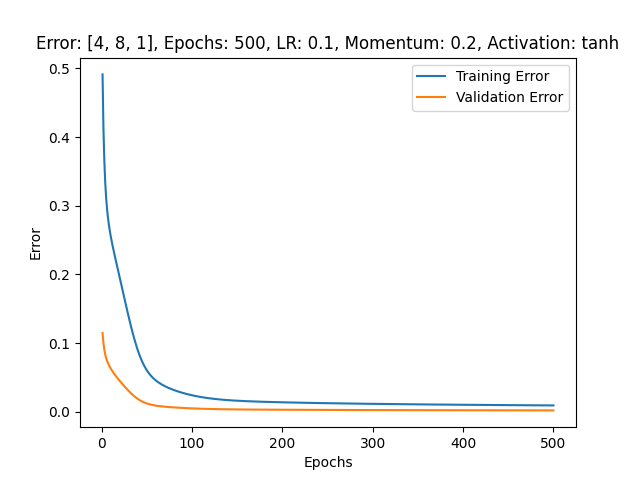 Error: [4, 8, 1], Epochs: 500, LR: 0.1, Momentum: 0.2, Activation: tanh
Training Error
Validation Error
0.5
0.4
0.3
0.2
0.1
0.0
Error
0 100 200 300 400 500
Epochs